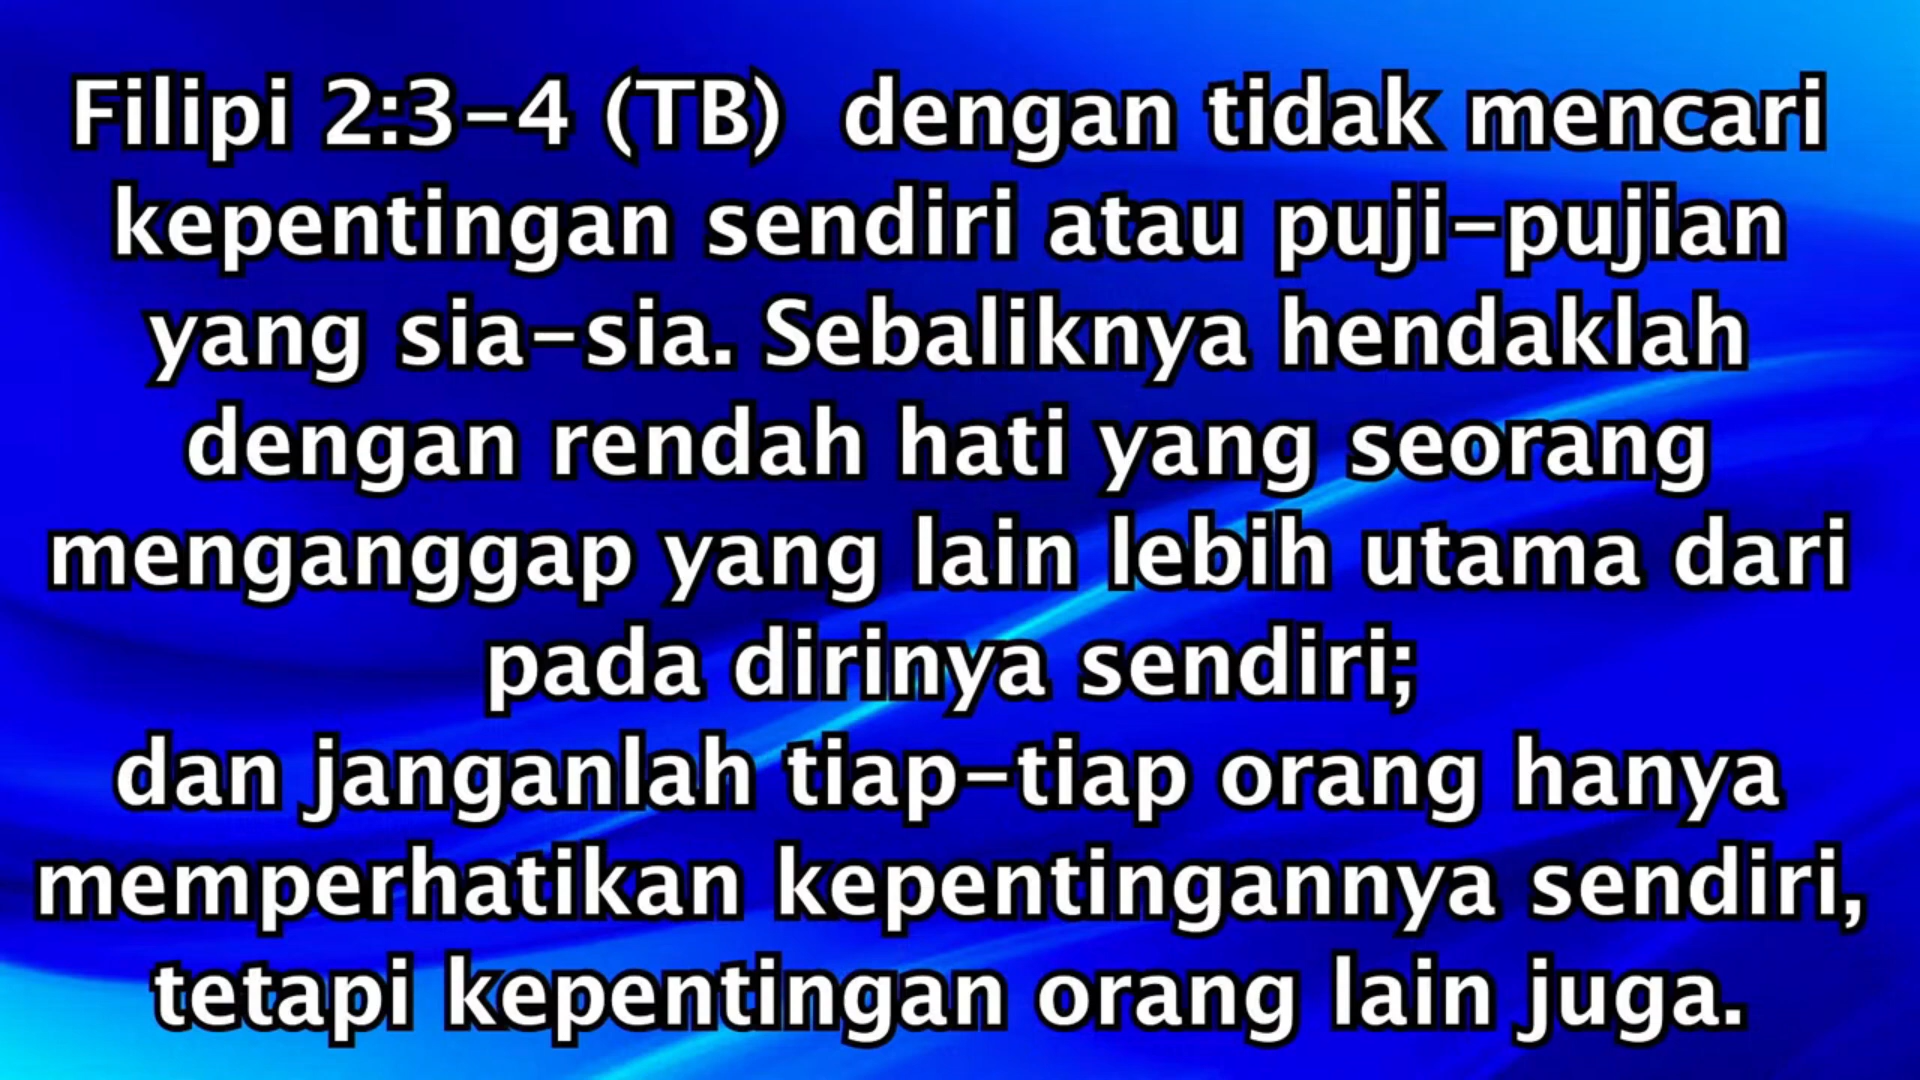 Filipi 2:3-4 (TB)  dengan tidak mencari
kepentingan sendiri atau puji-pujian
yang sia-sia. Sebaliknya hendaklah
dengan rendah hati yang seorang
menganggap yang lain lebih utama dari
pada dirinya sendiri;
dan janganlah tiap-tiap orang hanya
memperhatikan kepentingannya sendiri,
tetapi kepentingan orang lain juga.